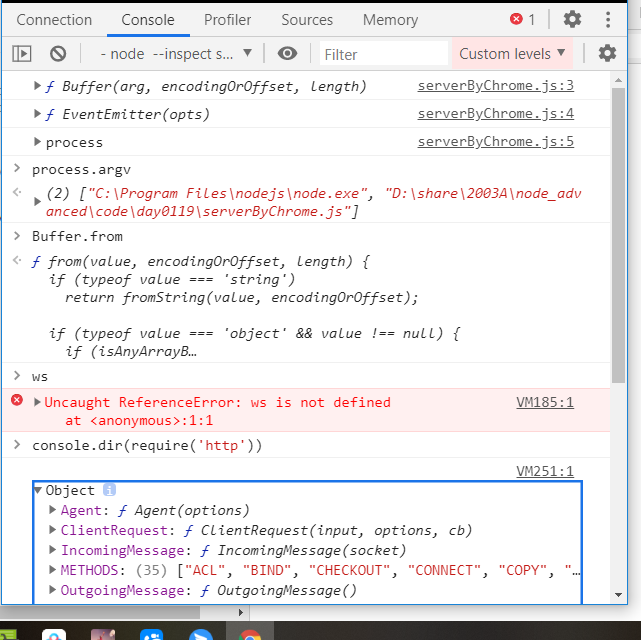 Connection Console Profiler Sources Memory 1
- node --inspect s... ▼ Filter Custom levels ▼
ƒ Buffer(arg, encodingOrOffset, length) serverByChrome.js:3
ƒ EventEmitter(opts) serverByChrome.js:4
process serverByChrome.js:5
process.argv
(2) ["C:\Program Files\nodejs\node.exe", "D:\share\2003A\node_adv
anced\code\day0119\serverByChrome.js"]
Buffer.from
ƒ from(value, encodingOrOffset, length) {
if (typeof value === 'string')
return fromString(value, encodingOrOffset);
if (typeof value === 'object' && value !== null) {
if (isAnyArrayB…
ws
Uncaught ReferenceError: ws is not defined VM185:1
at <anonymous>:1:1
console.dir(require('http'))
VM251:1
Object i
Agent: ƒ Agent(options)
ClientRequest: ƒ ClientRequest(input, options, cb)
IncomingMessage: ƒ IncomingMessage(socket)
METHODS: (35) ["ACL", "BIND", "CHECKOUT", "CONNECT", "COPY", "…
OutgoingMessage: ƒ OutgoingMessage()